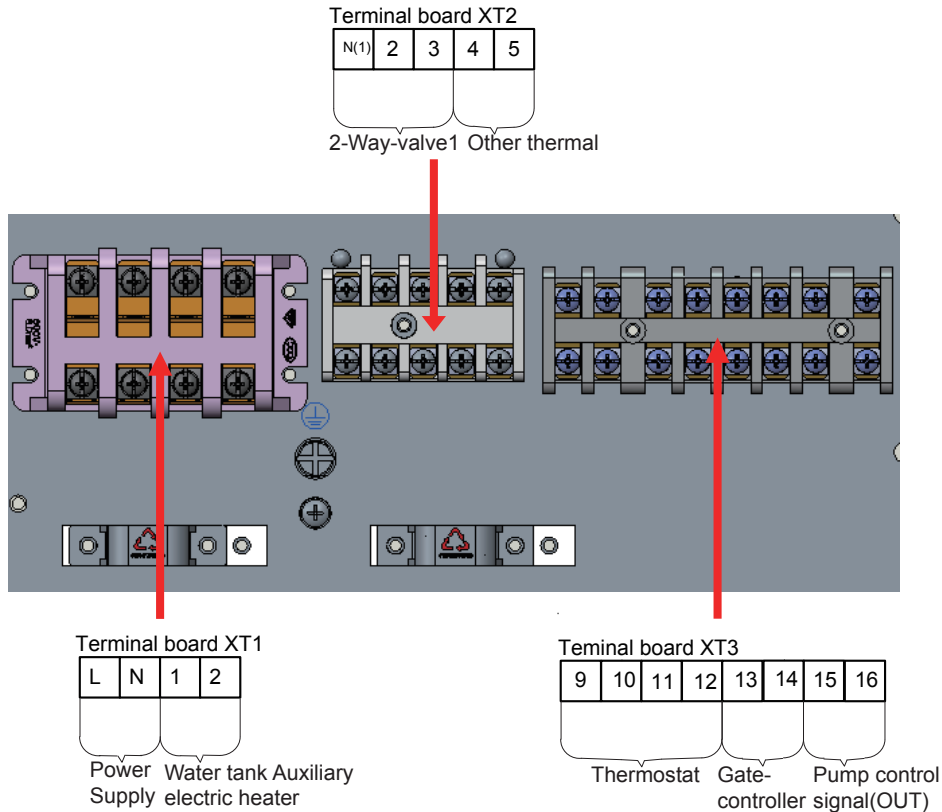 Terminal board XT2
N(1) 2 3 4 5
2-Way-valve1 Other thermal
Terminal board XT1
L N 1 2
Power Water tank Auxiliary
Supply electric heater
Teminal board XT3
9 10 11 12 13 14 15 16
Thermostat Gate- Pump control
controller signal(OUT)